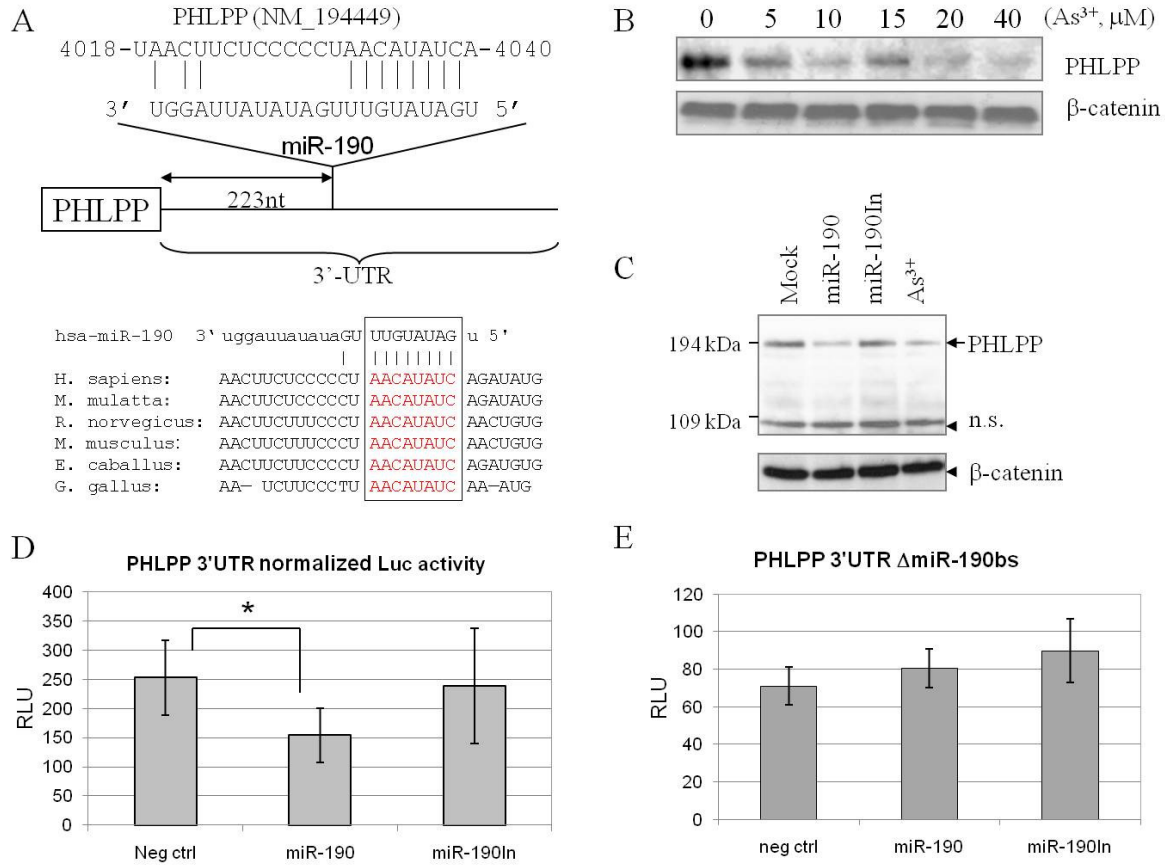 A
PHLPP (NM_194449)
4018-UAACUUCUCCCCCUAACAUAUCA-4040
3’ UGGAUUAUAUAGUUUGUAUAGU 5’
miR-190
223nt
PHLPP
3’-UTR
hsa-miR-190 3'uggauuauauaGU UUGUAUAG u 5'
H. sapiens: AACUUCUCCCCCU AACAUAUC AGAUAUG
M. mulatta: AACUUCUCCCCCU AACAUAUC AGAUAUG
R. norvegicus: AACUUCUUUCCCU AACAUAUC AACUGUG
M. musculus: AACUUCUUUCCCU AACAUAUC AACUGUG
E. caballus: AACUUCUUCCCCU AACAUAUC AGAUGUG
G. gallus: AA– UCUUCCCTU AACAUAUC AA–AUG
B
0 5 10 15 20 40 (As³⁺, μM)
PHLPP
β-catenin
C
Mock
miR-190
miR-190In
As³⁺
194 kDa
PHLPP
109 kDa
n.s.
β-catenin
D
PHLPP 3'UTR normalized Luc activity
*
400
350
300
250
200
150
100
50
0
RLU
Neg ctrl miR-190 miR-190In
E
PHLPP 3'UTR ΔmiR-190bs
120
100
80
60
40
20
0
RLU
neg ctrl miR-190 miR-190In